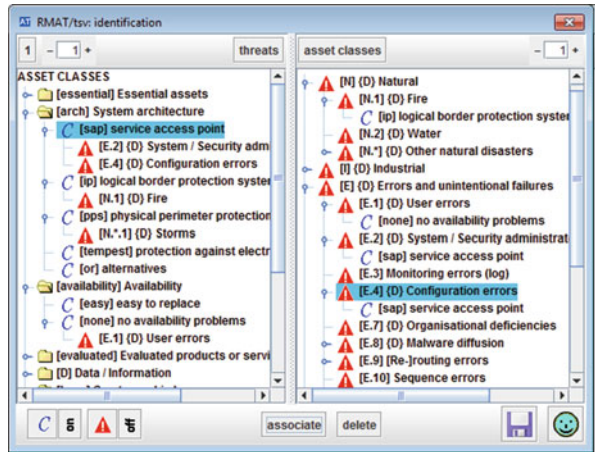 RMAT/tsv: identification
1
- 1 +
threats
asset classes
- 1 +
ASSET CLASSES
[essential] Essential assets
[arch] System architecture
C [sap] service access point
[E.2] {D} System / Security adm
[E.4] {D} Configuration errors
C [ip] logical border protection system
[N.1] {D} Fire
C [pps] physical perimeter protection
[N.*.1] {D} Storms
C [tempest] protection against electr
C [or] alternatives
[availability] Availability
C [easy] easy to replace
C [none] no availability problems
[E.1] {D} User errors
[evaluated] Evaluated products or servi
[D] Data / Information
[N] {D} Natural
[N.1] {D} Fire
C [ip] logical border protection system
[N.2] {D} Water
[N.*] {D} Other natural disasters
[I] {D} Industrial
[E] {D} Errors and unintentional failures
[E.1] {D} User errors
C [none] no availability problems
[E.2] {D} System / Security administrat
C [sap] service access point
[E.3] Monitoring errors (log)
[E.4] {D} Configuration errors
C [sap] service access point
[E.7] {D} Organisational deficiencies
[E.8] {D} Malware diffusion
[E.9] [Re-]routing errors
[E.10] Sequence errors
C
associate
delete